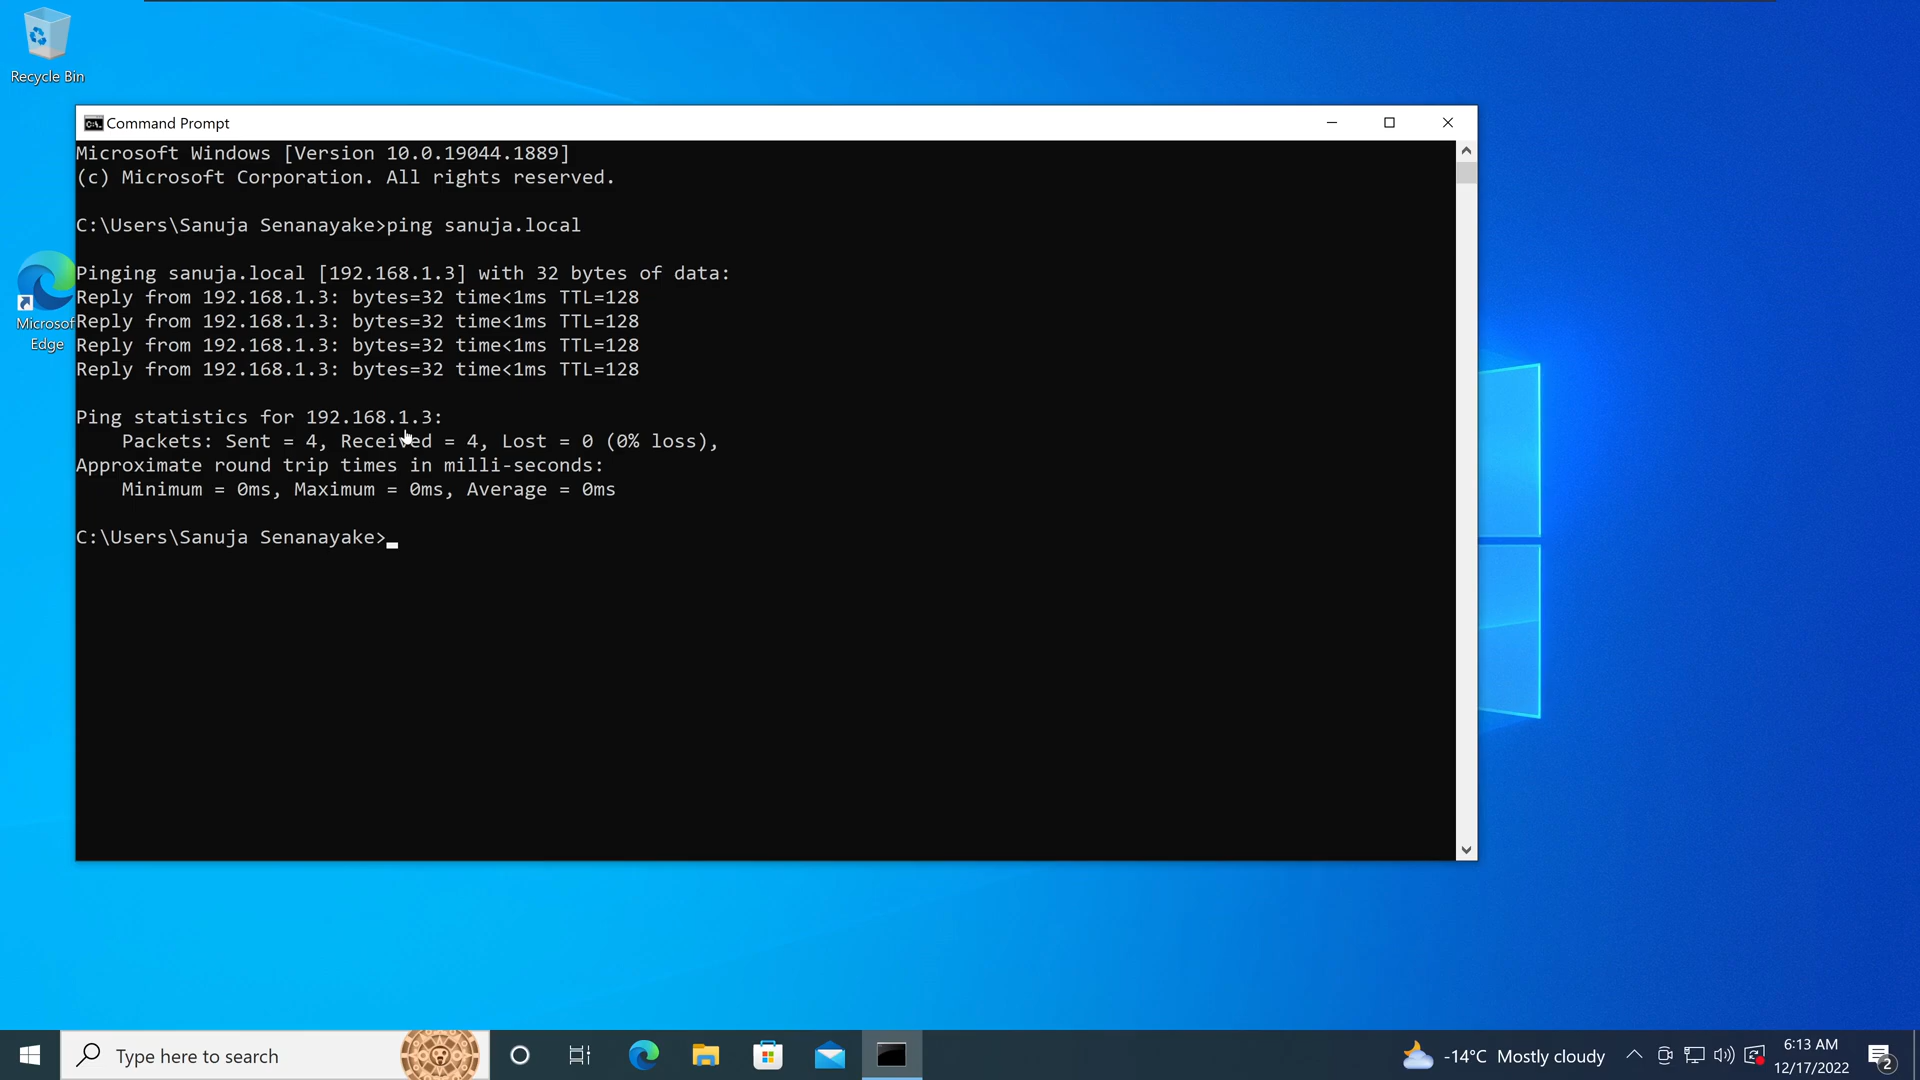 Recycle Bin
Command Prompt
Microsoft Windows [Version 10.0.19044.1889]
(c) Microsoft Corporation. All rights reserved.
C:\Users\Sanuja Senanayake>ping sanuja.local
Pinging sanuja.local [192.168.1.3] with 32 bytes of data:
Reply from 192.168.1.3: bytes=32 time<1ms TTL=128
Reply from 192.168.1.3: bytes=32 time<1ms TTL=128
Reply from 192.168.1.3: bytes=32 time<1ms TTL=128
Reply from 192.168.1.3: bytes=32 time<1ms TTL=128
Ping statistics for 192.168.1.3:
    Packets: Sent = 4, Received = 4, Lost = 0 (0% loss),
Approximate round trip times in milli-seconds:
    Minimum = 0ms, Maximum = 0ms, Average = 0ms
C:\Users\Sanuja Senanayake>
Microsof
Edge
Type here to search
-14°C Mostly cloudy
6:13 AM
12/17/2022
2